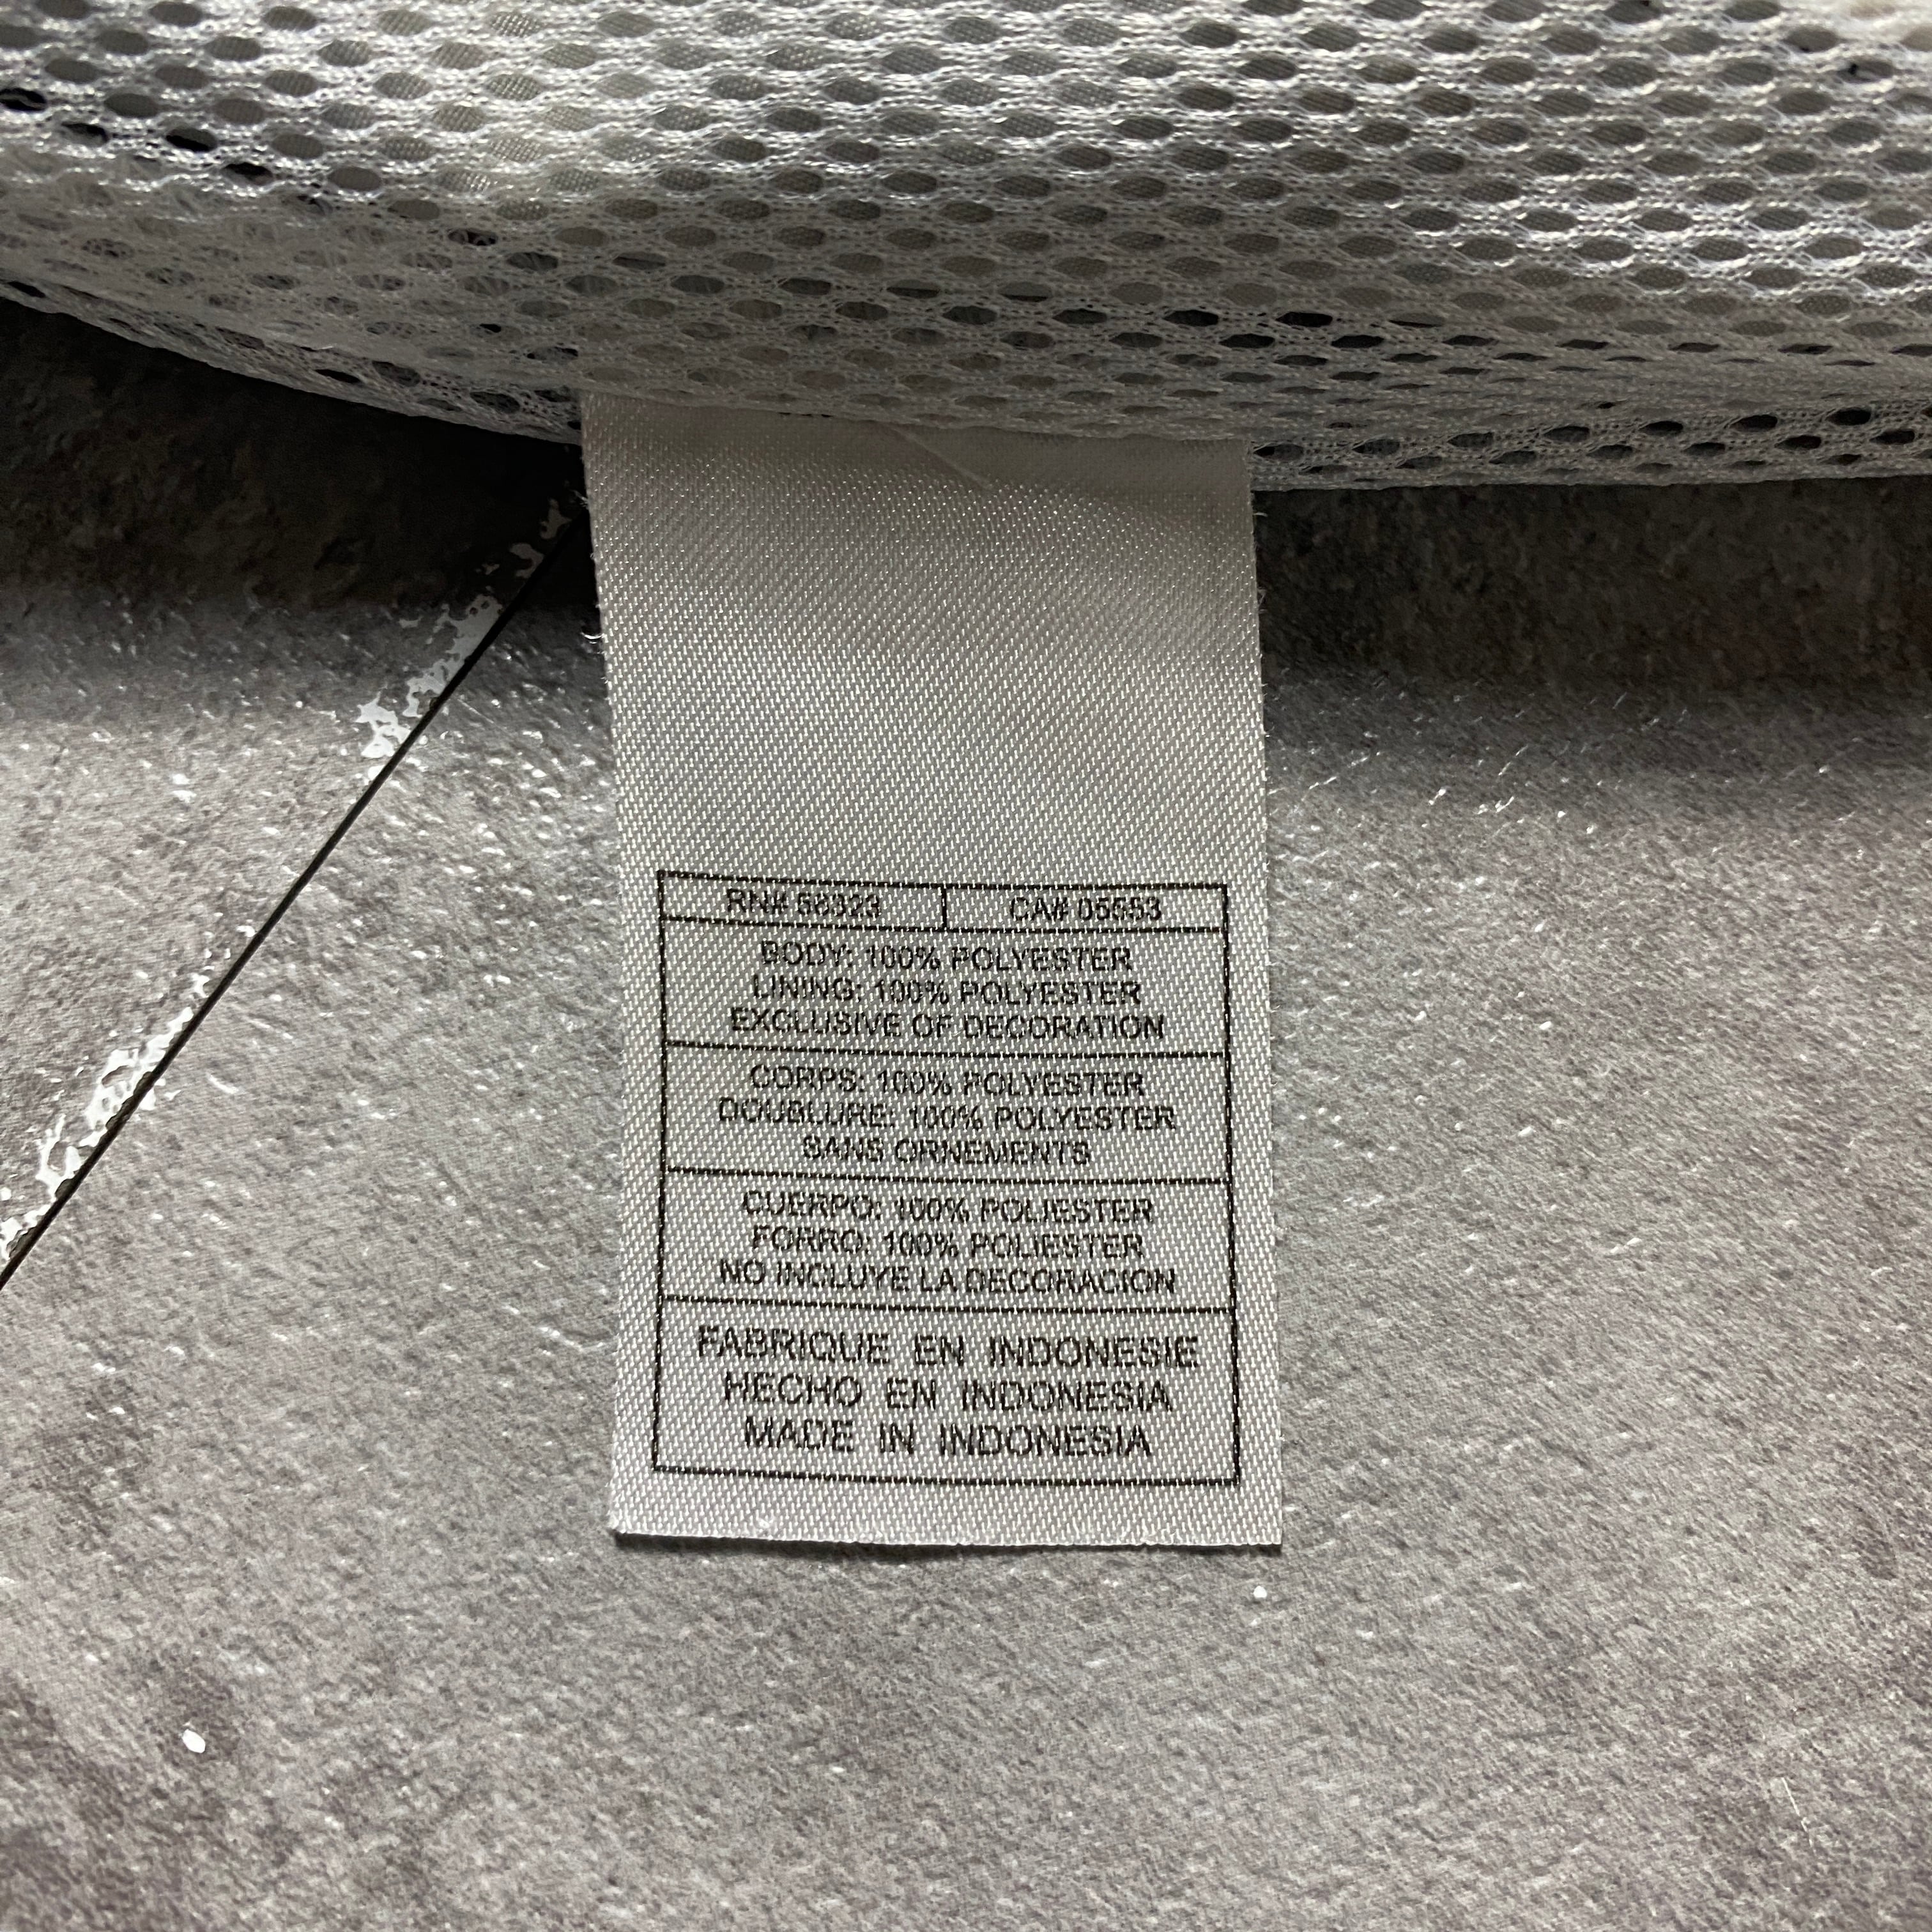 RN# 56323 CA# 05553
BODY: 100% POLYESTER
LINING: 100% POLYESTER
EXCLUSIVE OF DECORATION
CORPS: 100% POLYESTER
DOUBLURE: 100% POLYESTER
SANS ORNEMENTS
CUERPO: 100% POLIESTER
FORRO: 100% POLIESTER
NO INCLUYE LA DECORACION
FABRIQUE EN INDONESIE
HECHO EN INDONESIA
MADE IN INDONESIA